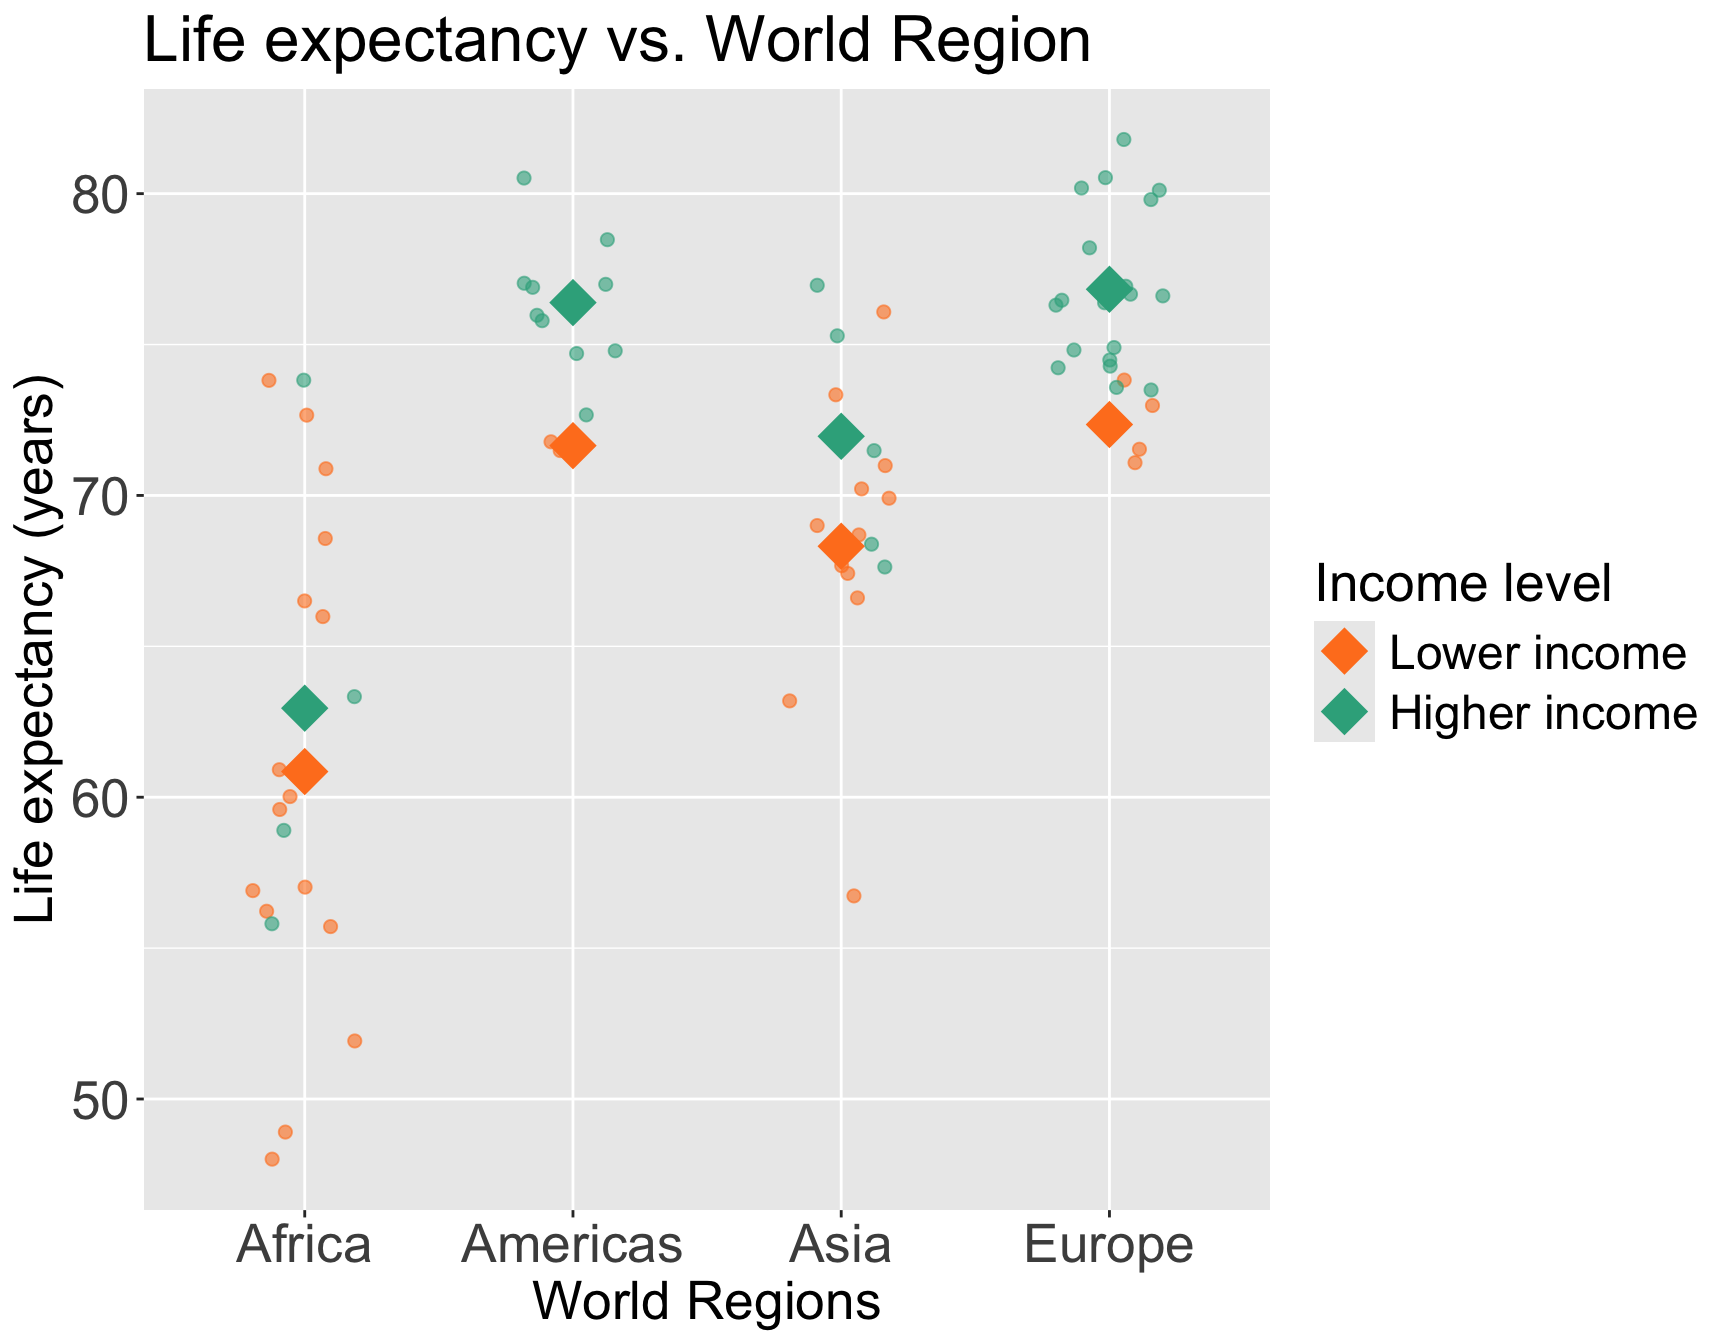 Life expectancy vs. World Region
Life expectancy (years)
80
70
60
50
Africa
Americas
Asia
Europe
World Regions
Income level
Lower income
Higher income